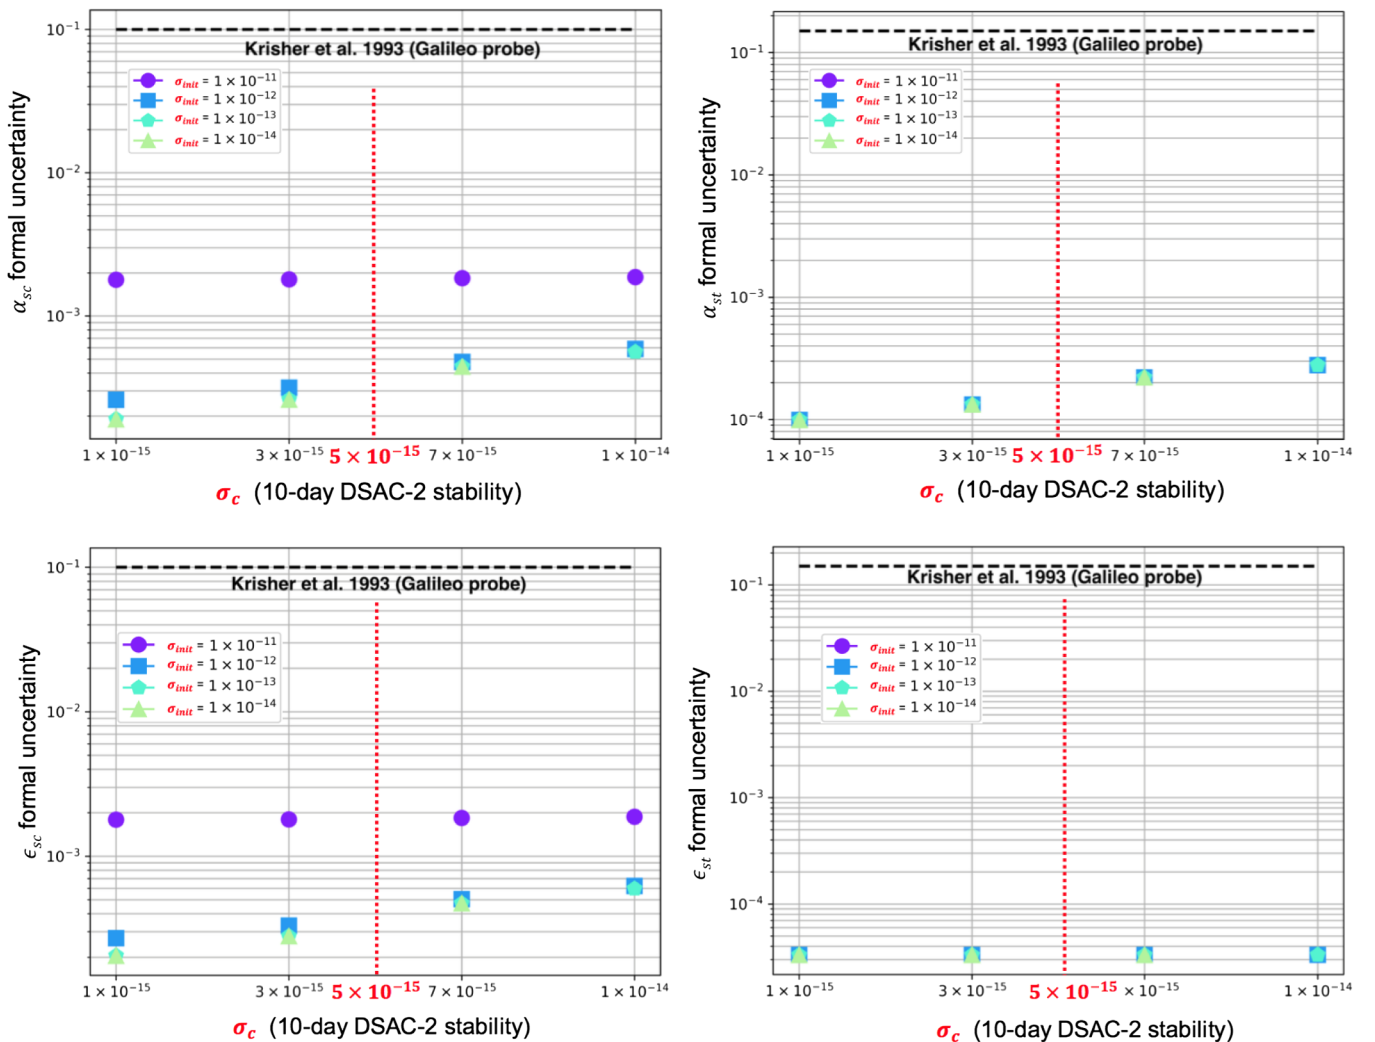 10⁻¹
Krisher et al. 1993 (Galileo probe)
σ_init = 1 × 10⁻¹¹
σ_init = 1 × 10⁻¹²
σ_init = 1 × 10⁻¹³
σ_init = 1 × 10⁻¹⁴
α_sc formal uncertainty
10⁻²
10⁻³
1 × 10⁻¹⁵ 3 × 10⁻¹⁵ 5 × 10⁻¹⁵ 7 × 10⁻¹⁵ 1 × 10⁻¹⁴
σ_c (10-day DSAC-2 stability)
10⁻¹
Krisher et al. 1993 (Galileo probe)
σ_init = 1 × 10⁻¹¹
σ_init = 1 × 10⁻¹²
σ_init = 1 × 10⁻¹³
σ_init = 1 × 10⁻¹⁴
α_st formal uncertainty
10⁻²
10⁻³
10⁻⁴
1 × 10⁻¹⁵ 3 × 10⁻¹⁵ 5 × 10⁻¹⁵ 7 × 10⁻¹⁵ 1 × 10⁻¹⁴
σ_c (10-day DSAC-2 stability)
10⁻¹
Krisher et al. 1993 (Galileo probe)
σ_init = 1 × 10⁻¹¹
σ_init = 1 × 10⁻¹²
σ_init = 1 × 10⁻¹³
σ_init = 1 × 10⁻¹⁴
ϵ_sc formal uncertainty
10⁻²
10⁻³
1 × 10⁻¹⁵ 3 × 10⁻¹⁵ 5 × 10⁻¹⁵ 7 × 10⁻¹⁵ 1 × 10⁻¹⁴
σ_c (10-day DSAC-2 stability)
10⁻¹
Krisher et al. 1993 (Galileo probe)
σ_init = 1 × 10⁻¹¹
σ_init = 1 × 10⁻¹²
σ_init = 1 × 10⁻¹³
σ_init = 1 × 10⁻¹⁴
ϵ_st formal uncertainty
10⁻²
10⁻³
10⁻⁴
1 × 10⁻¹⁵ 3 × 10⁻¹⁵ 5 × 10⁻¹⁵ × 10⁻¹⁵ 1 × 10⁻¹⁴
σ_c (10-day DSAC-2 stability)